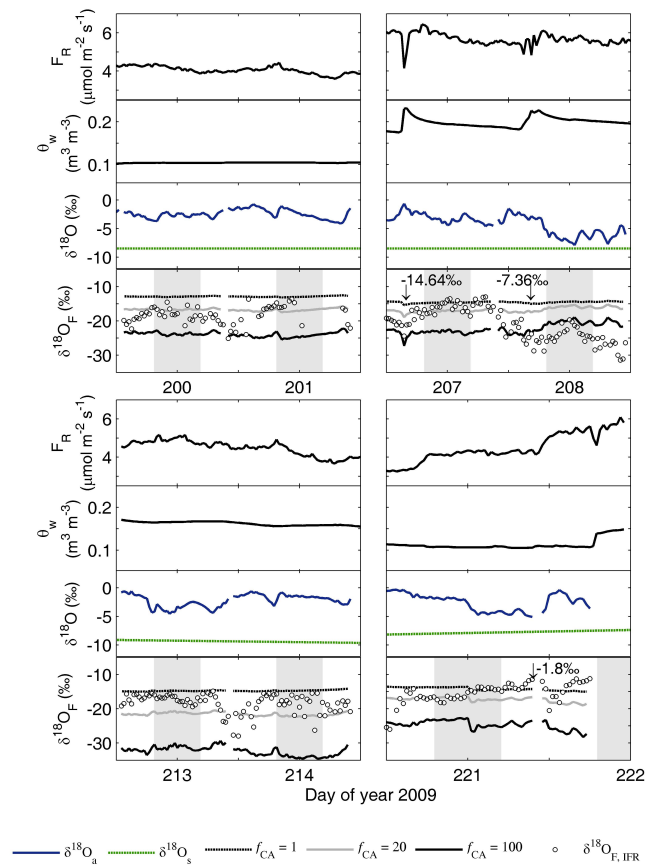 F_R
(μmol m⁻² s⁻¹)
6
4
θ_w
(m³ m⁻³)
0.2
0.1
δ¹⁸O (‰)
0
-5
-10
δ¹⁸O_F (‰)
-10
-20
-30
-14.64‰
-7.36‰
200
201
207
208
F_R
(μmol m⁻² s⁻¹)
6
4
θ_w
(m³ m⁻³)
0.2
0.1
δ¹⁸O (‰)
0
-5
-10
δ¹⁸O_F (‰)
-10
-20
-30
-1.8‰
213
214
221
222
Day of year 2009
δ¹⁸O_a
δ¹⁸O_s
f_CA = 1
f_CA = 20
f_CA = 100
δ¹⁸O_F, IFR